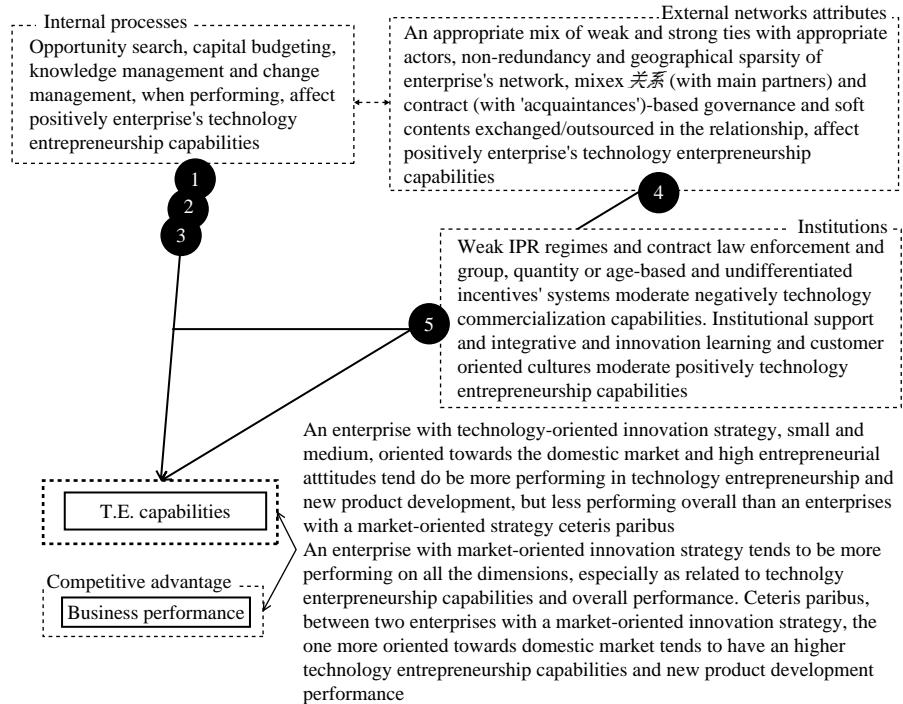 Internal processes
Opportunity search, capital budgeting,
knowledge management and change
management, when performing, affect
positively enterprise's technology
entrepreneurship capabilities
External networks attributes
An appropriate mix of weak and strong ties with appropriate
actors, non-redundancy and geographical sparsity of
enterprise's network, mixex 关系 (with main partners) and
contract (with 'acquaintances')-based governance and soft
contents exchanged/outsourced in the relationship, affect
positively enterprise's technology enterpreneurship
capabilities
1
2
3
4
Institutions
Weak IPR regimes and contract law enforcement and
group, quantity or age-based and undifferentiated
incentives' systems moderate negatively technology
commercialization capabilities. Institutional support
and integrative and innovation learning and customer
oriented cultures moderate positively technology
entrepreneurship capabilities
5
An enterprise with technology-oriented innovation strategy, small and
medium, oriented towards the domestic market and high entrepreneurial
attitudes tend do be more performing in technology entrepreneurship and
new product development, but less performing overall than an enterprises
with a market-oriented strategy ceteris paribus
An enterprise with market-oriented innovation strategy tends to be more
performing on all the dimensions, especially as related to technolgy
enterpreneurship capabilities and overall performance. Ceteris paribus,
between two enterprises with a market-oriented innovation strategy, the
one more oriented towards domestic market tends to have an higher
technology entrepreneurship capabilities and new product development
performance
T.E. capabilities
Competitive advantage
Business performance